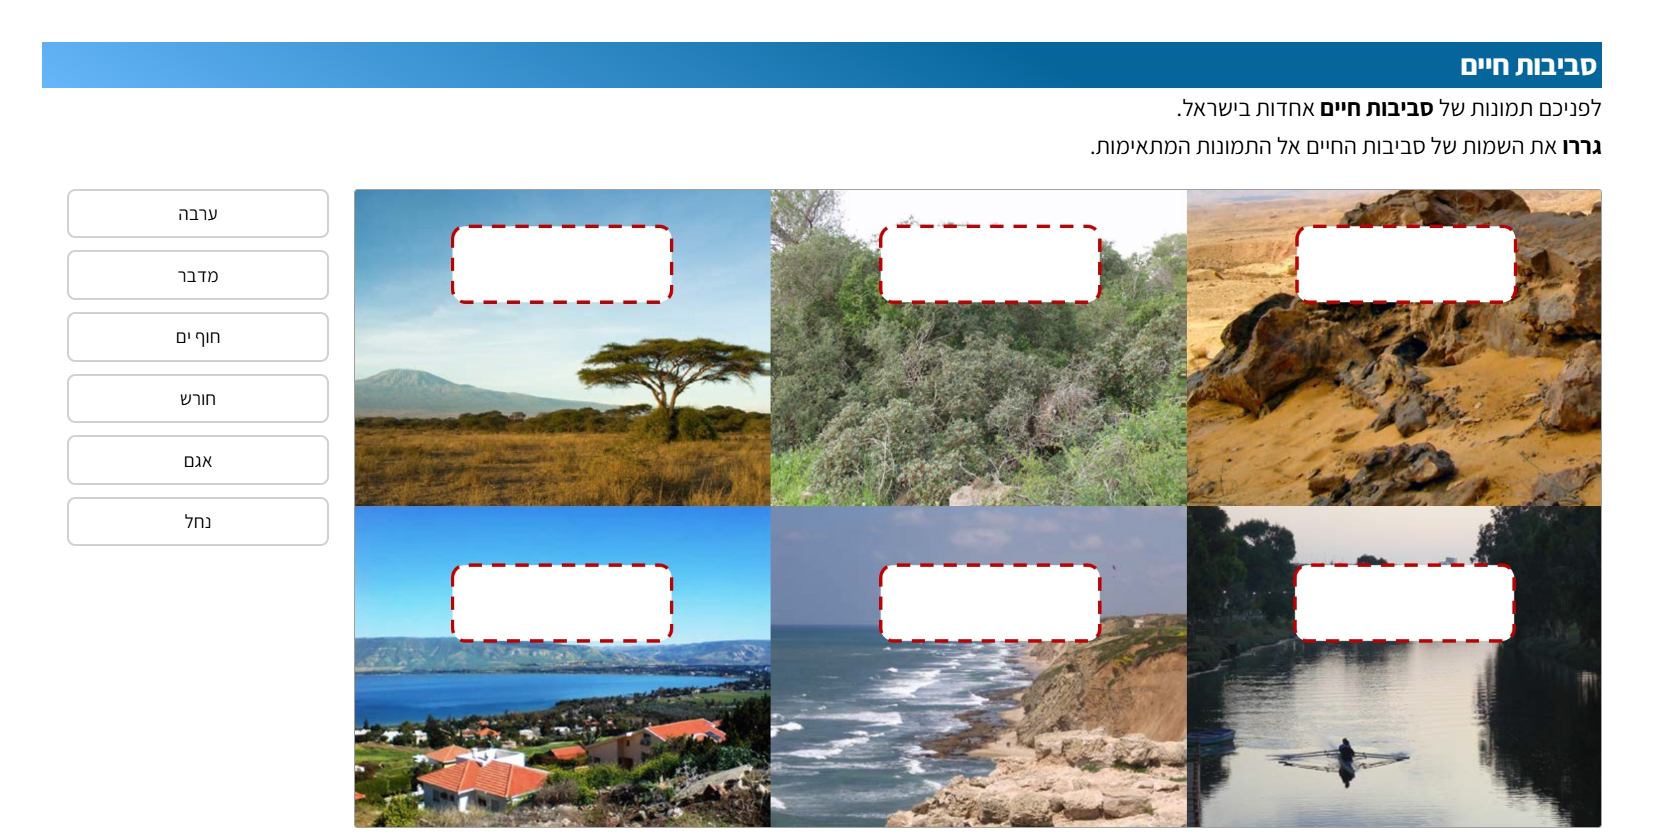 סביבות חיים
לפניכם תמונות של סביבות חיים אחדות בישראל.
גררו את השמות של סביבות החיים אל התמונות המתאימות.
ערבה
מדבר
חוף ים
חורש
אגם
נחל